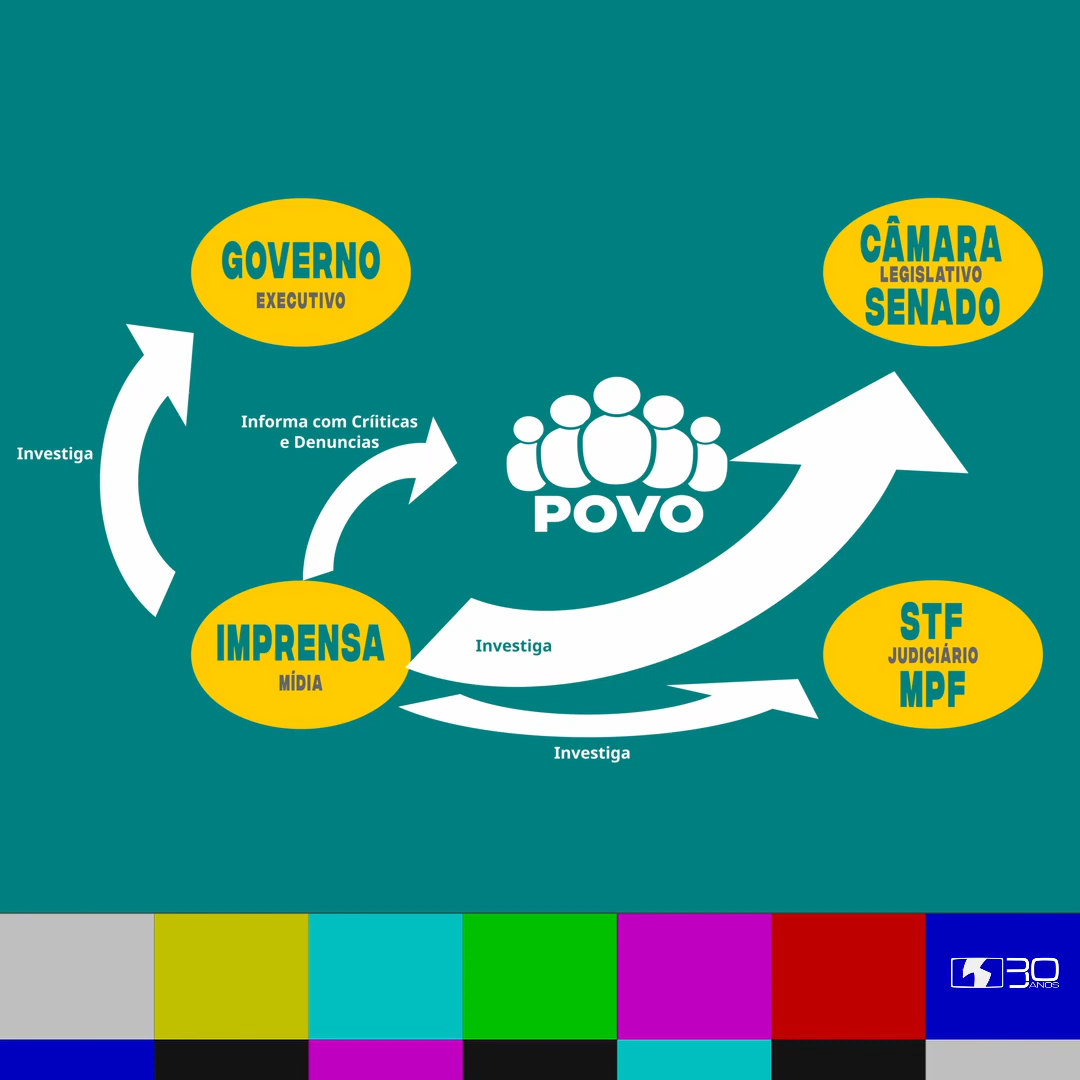 GOVERNO
EXECUTIVO
CÂMARA
LEGISLATIVO
SENADO
Informa com Críiticas
e Denuncias
Investiga
POVO
IMPRENSA
MÍDIA
Investiga
STF
JUDICIÁRIO
MPF
Investiga
30
ANOS